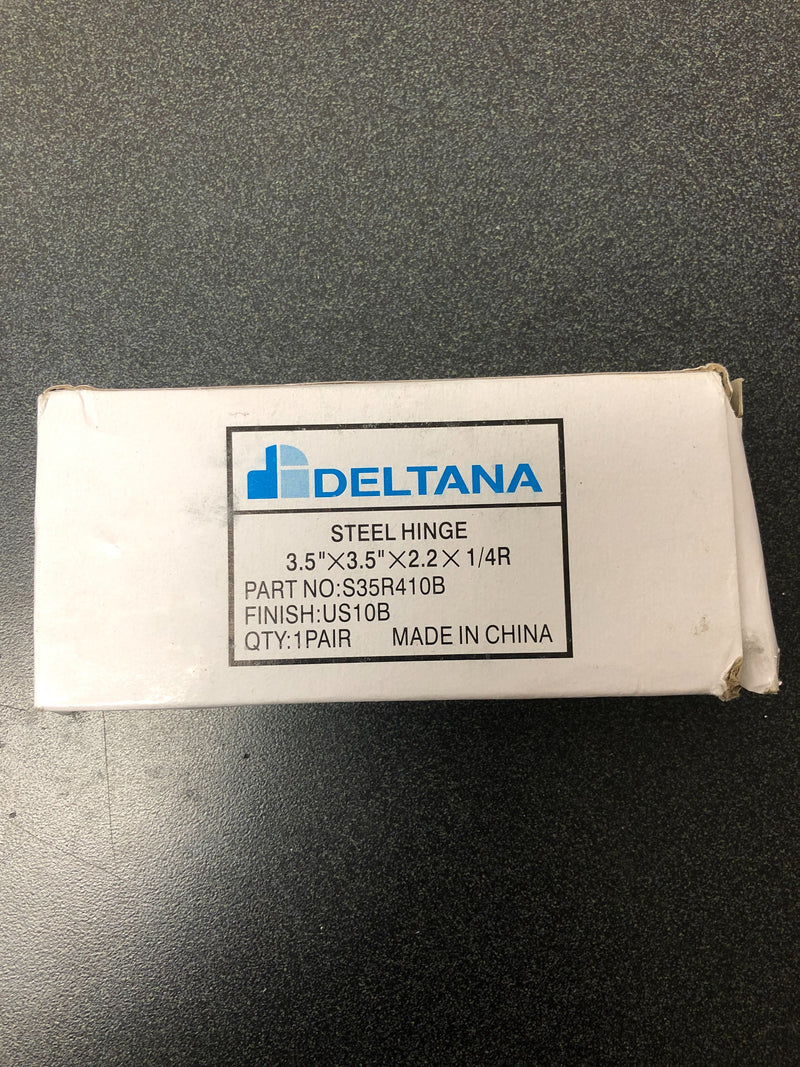 DELTANA
STEEL HINGE
3.5"×3.5"×2.2×1/4R
PART NO:S35R410B
FINISH:US10B
QTY:1PAIR MADE IN CHINA